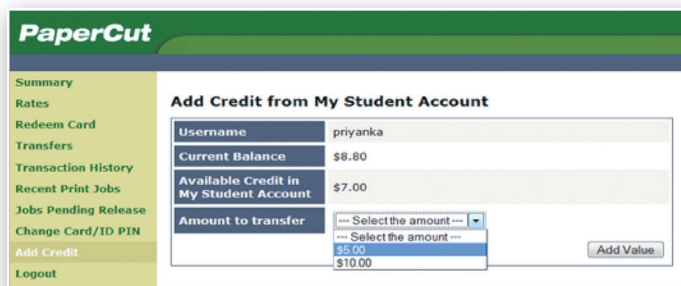 PaperCut
Summary
Rates
Redeem Card
Transfers
Transaction History
Recent Print Jobs
Jobs Pending Release
Change Card/ID PIN
Add Credit
Logout
Add Credit from My Student Account
Username priyanka
Current Balance $8.80
Available Credit in
My Student Account $7.00
Amount to transfer --- Select the amount ---
--- Select the amount ---
$5.00
$10.00
Add Value